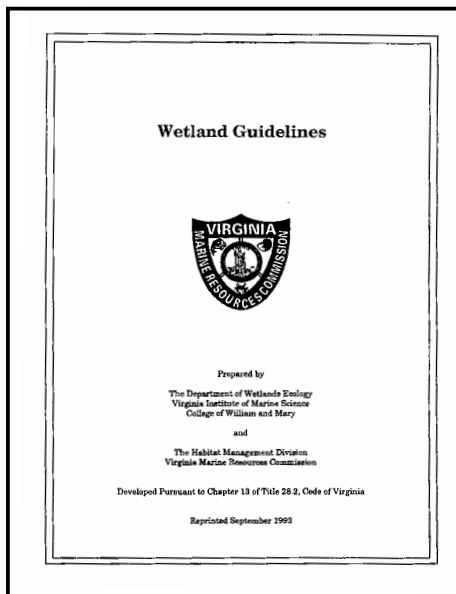 Wetland Guidelines
VIRGINIA
MARINE RESOURCES COMMISSION
Prepared by
The Department of Wetlands Ecology
Virginia Institute of Marine Science
College of William and Mary
and
The Habitat Management Division
Virginia Marine Resources Commission
Developed Pursuant to Chapter 13 of Title 28.2, Code of Virginia
Reprinted September 1993